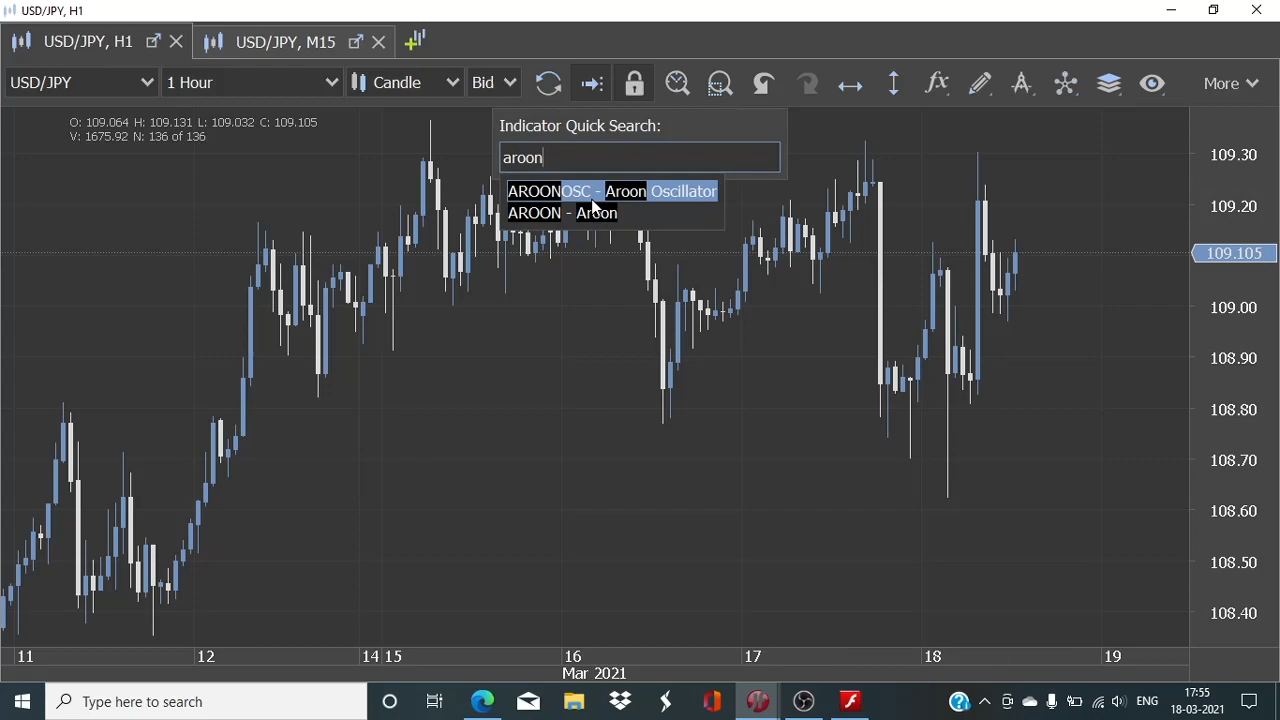 USD/JPY, H1
USD/JPY, H1
USD/JPY, M15
USD/JPY
1 Hour
Candle
Bid
More
O: 109.064 H: 109.131 L: 109.032 C: 109.105
V: 1675.92 N: 136 of 136
Indicator Quick Search:
aroon
AROONOSC - Aroon Oscillator
AROON - Aroon
109.30
109.20
109.105
109.00
108.90
108.80
108.70
108.60
108.50
108.40
11
12
14
15
16
17
18
19
Mar 2021
Type here to search
ENG
17:55
18-03-2021